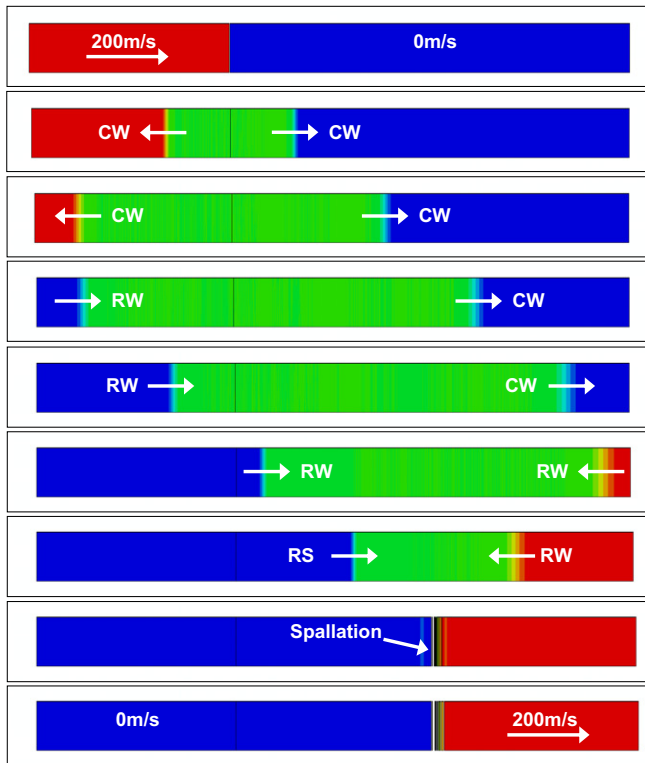 200m/s 0m/s
CW CW
CW CW
RW CW
RW CW
RW RW
RS RW
Spallation
0m/s 200m/s